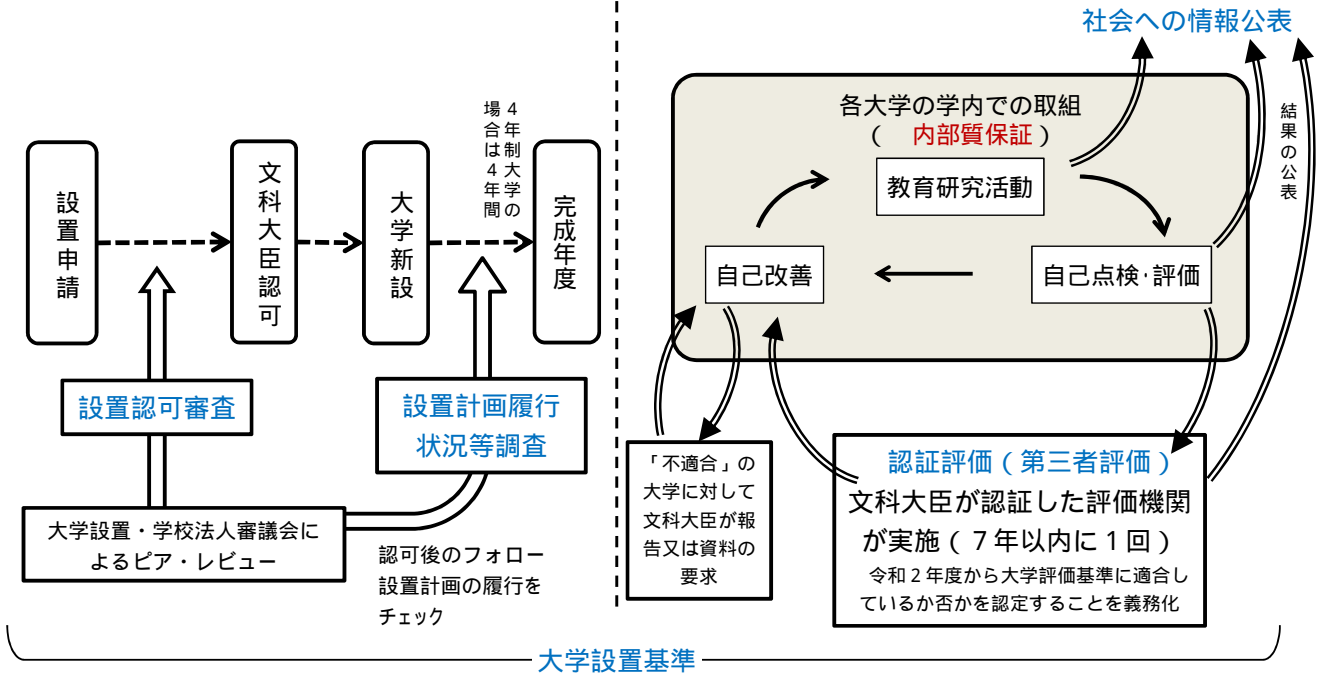 社会への情報公表
各大学の学内での取組
（　内部質保証）
教育研究活動
自己改善
自己点検･評価
結果の公表
４年制大学の
場合は４年間
設置申請
文科大臣認可
大学新設
完成年度
設置認可審査
設置計画履行
状況等調査
大学設置・学校法人審議会に
よるピア・レビュー
認可後のフォロー
設置計画の履行を
チェック
「不適合」の
大学に対して
文科大臣が報
告又は資料の
要求
認証評価（第三者評価）
文科大臣が認証した評価機関
が実施（７年以内に１回）
令和２年度から大学評価基準に適合し
ているか否かを認定することを義務化
大学設置基準